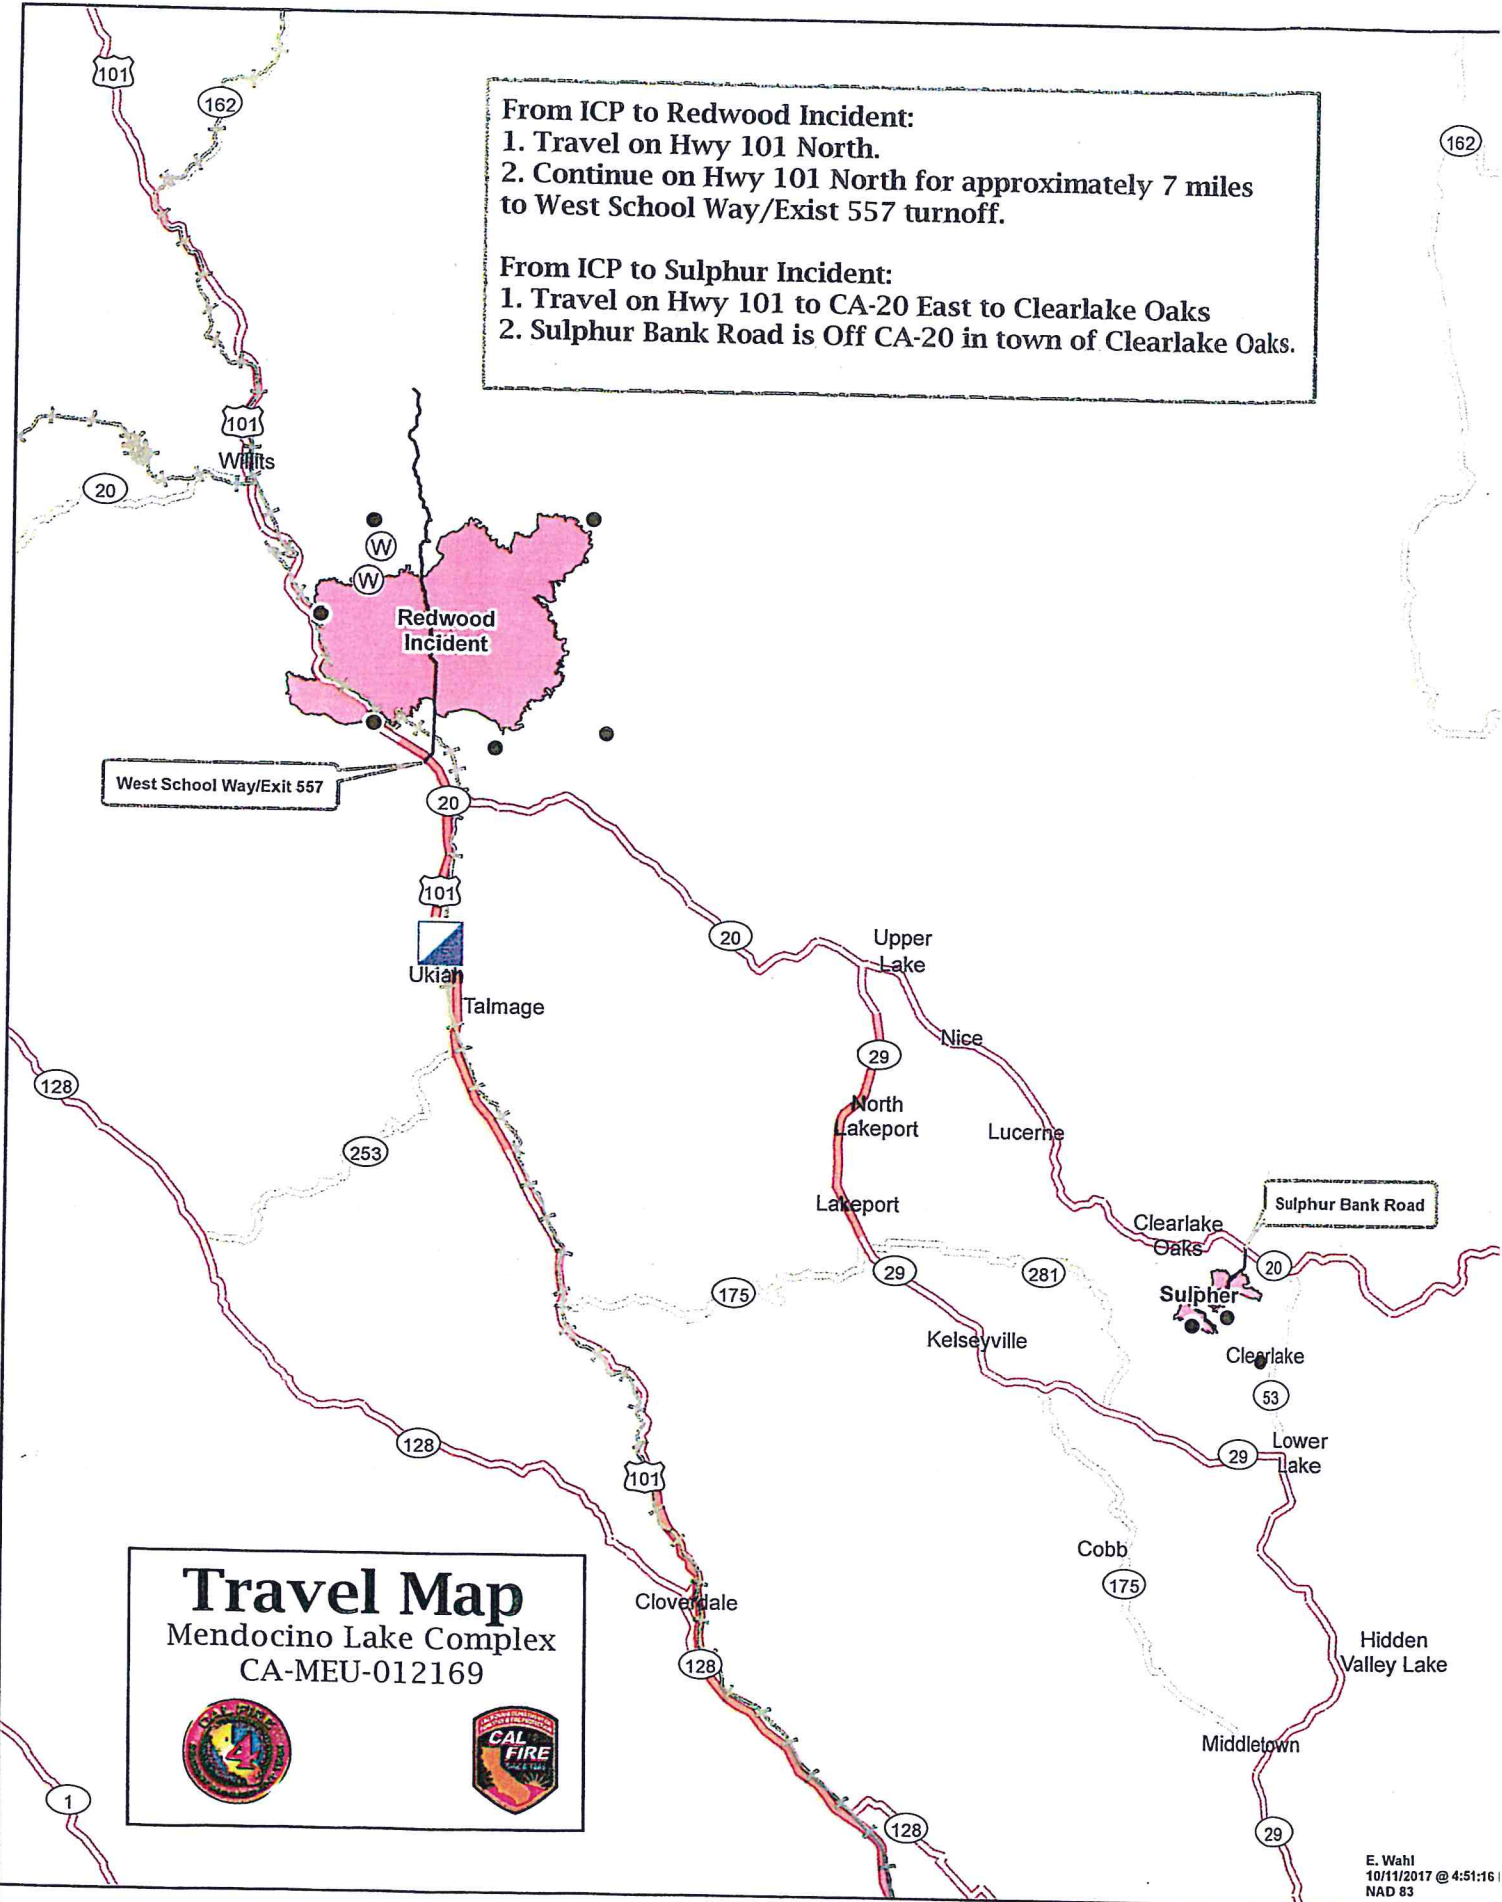 101
162
From ICP to Redwood Incident:
1. Travel on Hwy 101 North.
2. Continue on Hwy 101 North for approximately 7 miles
to West School Way/Exist 557 turnoff.
From ICP to Sulphur Incident:
1. Travel on Hwy 101 to CA-20 East to Clearlake Oaks
2. Sulphur Bank Road is Off CA-20 in town of Clearlake Oaks.
162
101
Willits
20
W
W
Redwood
Incident
West School Way/Exit 557
20
101
20
Upper
Lake
Ukiah
Talmage
Nice
29
128
North
Lakeport
Lucerne
253
Lakeport
Sulphur Bank Road
Clearlake
Oaks
20
29
281
175
Sulpher
Kelseyville
Clearlake
53
128
29
Lower
Lake
101
Cobb
175
Travel Map
Mendocino Lake Complex
CA-MEU-012169
CAL FIRE
4
CAL
FIRE
Cloverdale
128
Hidden
Valley Lake
Middletown
1
128
29
E. Wahl
10/11/2017 @ 4:51:16
NAD 83